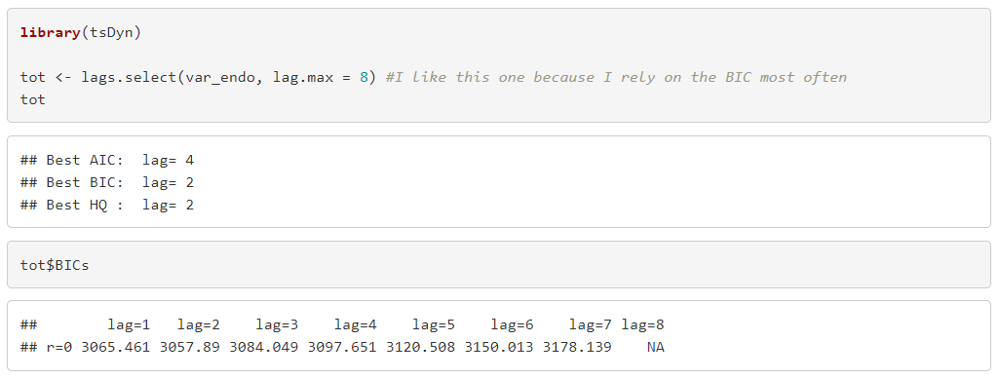 library(tsDyn)
tot <- lags.select(var_endo, lag.max = 8) #I like this one because I rely on the BIC most often
tot
## Best AIC:  lag= 4
## Best BIC:  lag= 2
## Best HQ :  lag= 2
tot$BICs
##        lag=1   lag=2    lag=3    lag=4    lag=5    lag=6    lag=7 lag=8
## r=0 3065.461 3057.89 3084.049 3097.651 3120.508 3150.013 3178.139    NA